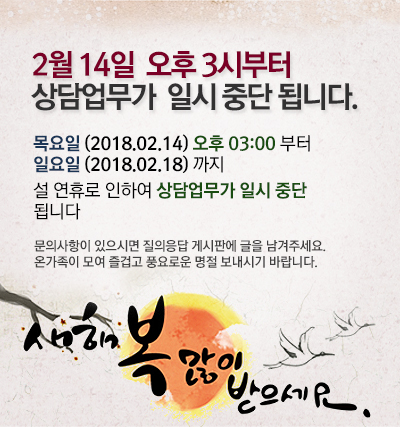 2월 14일 오후 3시부터
상담업무가 일시 중단 됩니다.
목요일 (2018.02.14) 오후 03:00 부터
일요일 (2018.02.18) 까지
설 연휴로 인하여 상담업무가 일시 중단
됩니다
문의사항이 있으시면 질의응답 게시판에 글을 남겨주세요.
온가족이 모여 즐겁고 풍요로운 명절 보내시기 바랍니다.
새해 복 많이 받으세요.